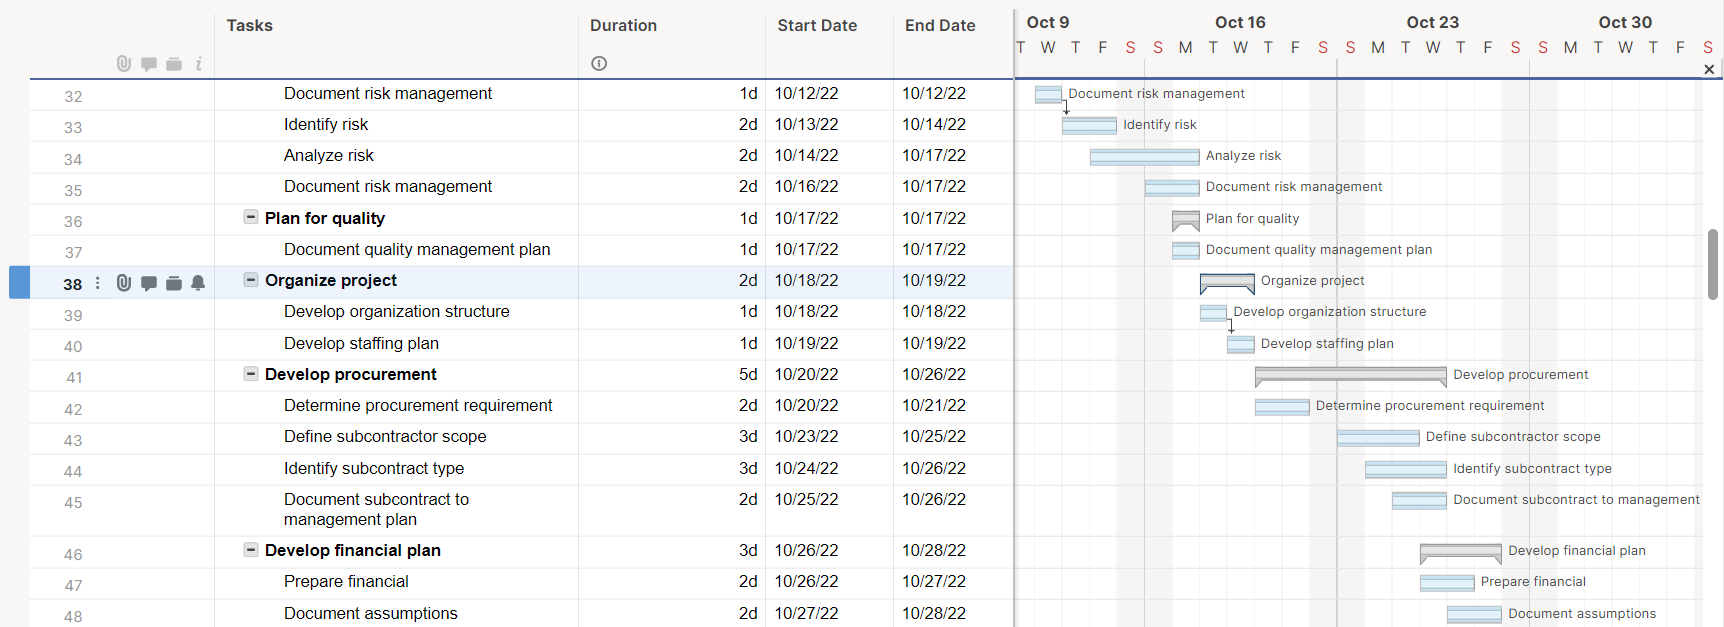 Tasks Duration Start Date End Date Oct 9 Oct 16 Oct 23 Oct 30
T W T F S S M T W T F S S M T W T F S S M T W T F S
32 Document risk management 1d 10/12/22 10/12/22 Document risk management
33 Identify risk 2d 10/13/22 10/14/22 Identify risk
34 Analyze risk 2d 10/14/22 10/17/22 Analyze risk
35 Document risk management 2d 10/16/22 10/17/22 Document risk management
36 Plan for quality 1d 10/17/22 10/17/22 Plan for quality
37 Document quality management plan 1d 10/17/22 10/17/22 Document quality management plan
38 Organize project 2d 10/18/22 10/19/22 Organize project
39 Develop organization structure 1d 10/18/22 10/18/22 Develop organization structure
40 Develop staffing plan 1d 10/19/22 10/19/22 Develop staffing plan
41 Develop procurement 5d 10/20/22 10/26/22 Develop procurement
42 Determine procurement requirement 2d 10/20/22 10/21/22 Determine procurement requirement
43 Define subcontractor scope 3d 10/23/22 10/25/22 Define subcontractor scope
44 Identify subcontract type 3d 10/24/22 10/26/22 Identify subcontract type
45 Document subcontract to 2d 10/25/22 10/26/22 Document subcontract to management
management plan
46 Develop financial plan 3d 10/26/22 10/28/22 Develop financial plan
47 Prepare financial 2d 10/26/22 10/27/22 Prepare financial
48 Document assumptions 2d 10/27/22 10/28/22 Document assumptions